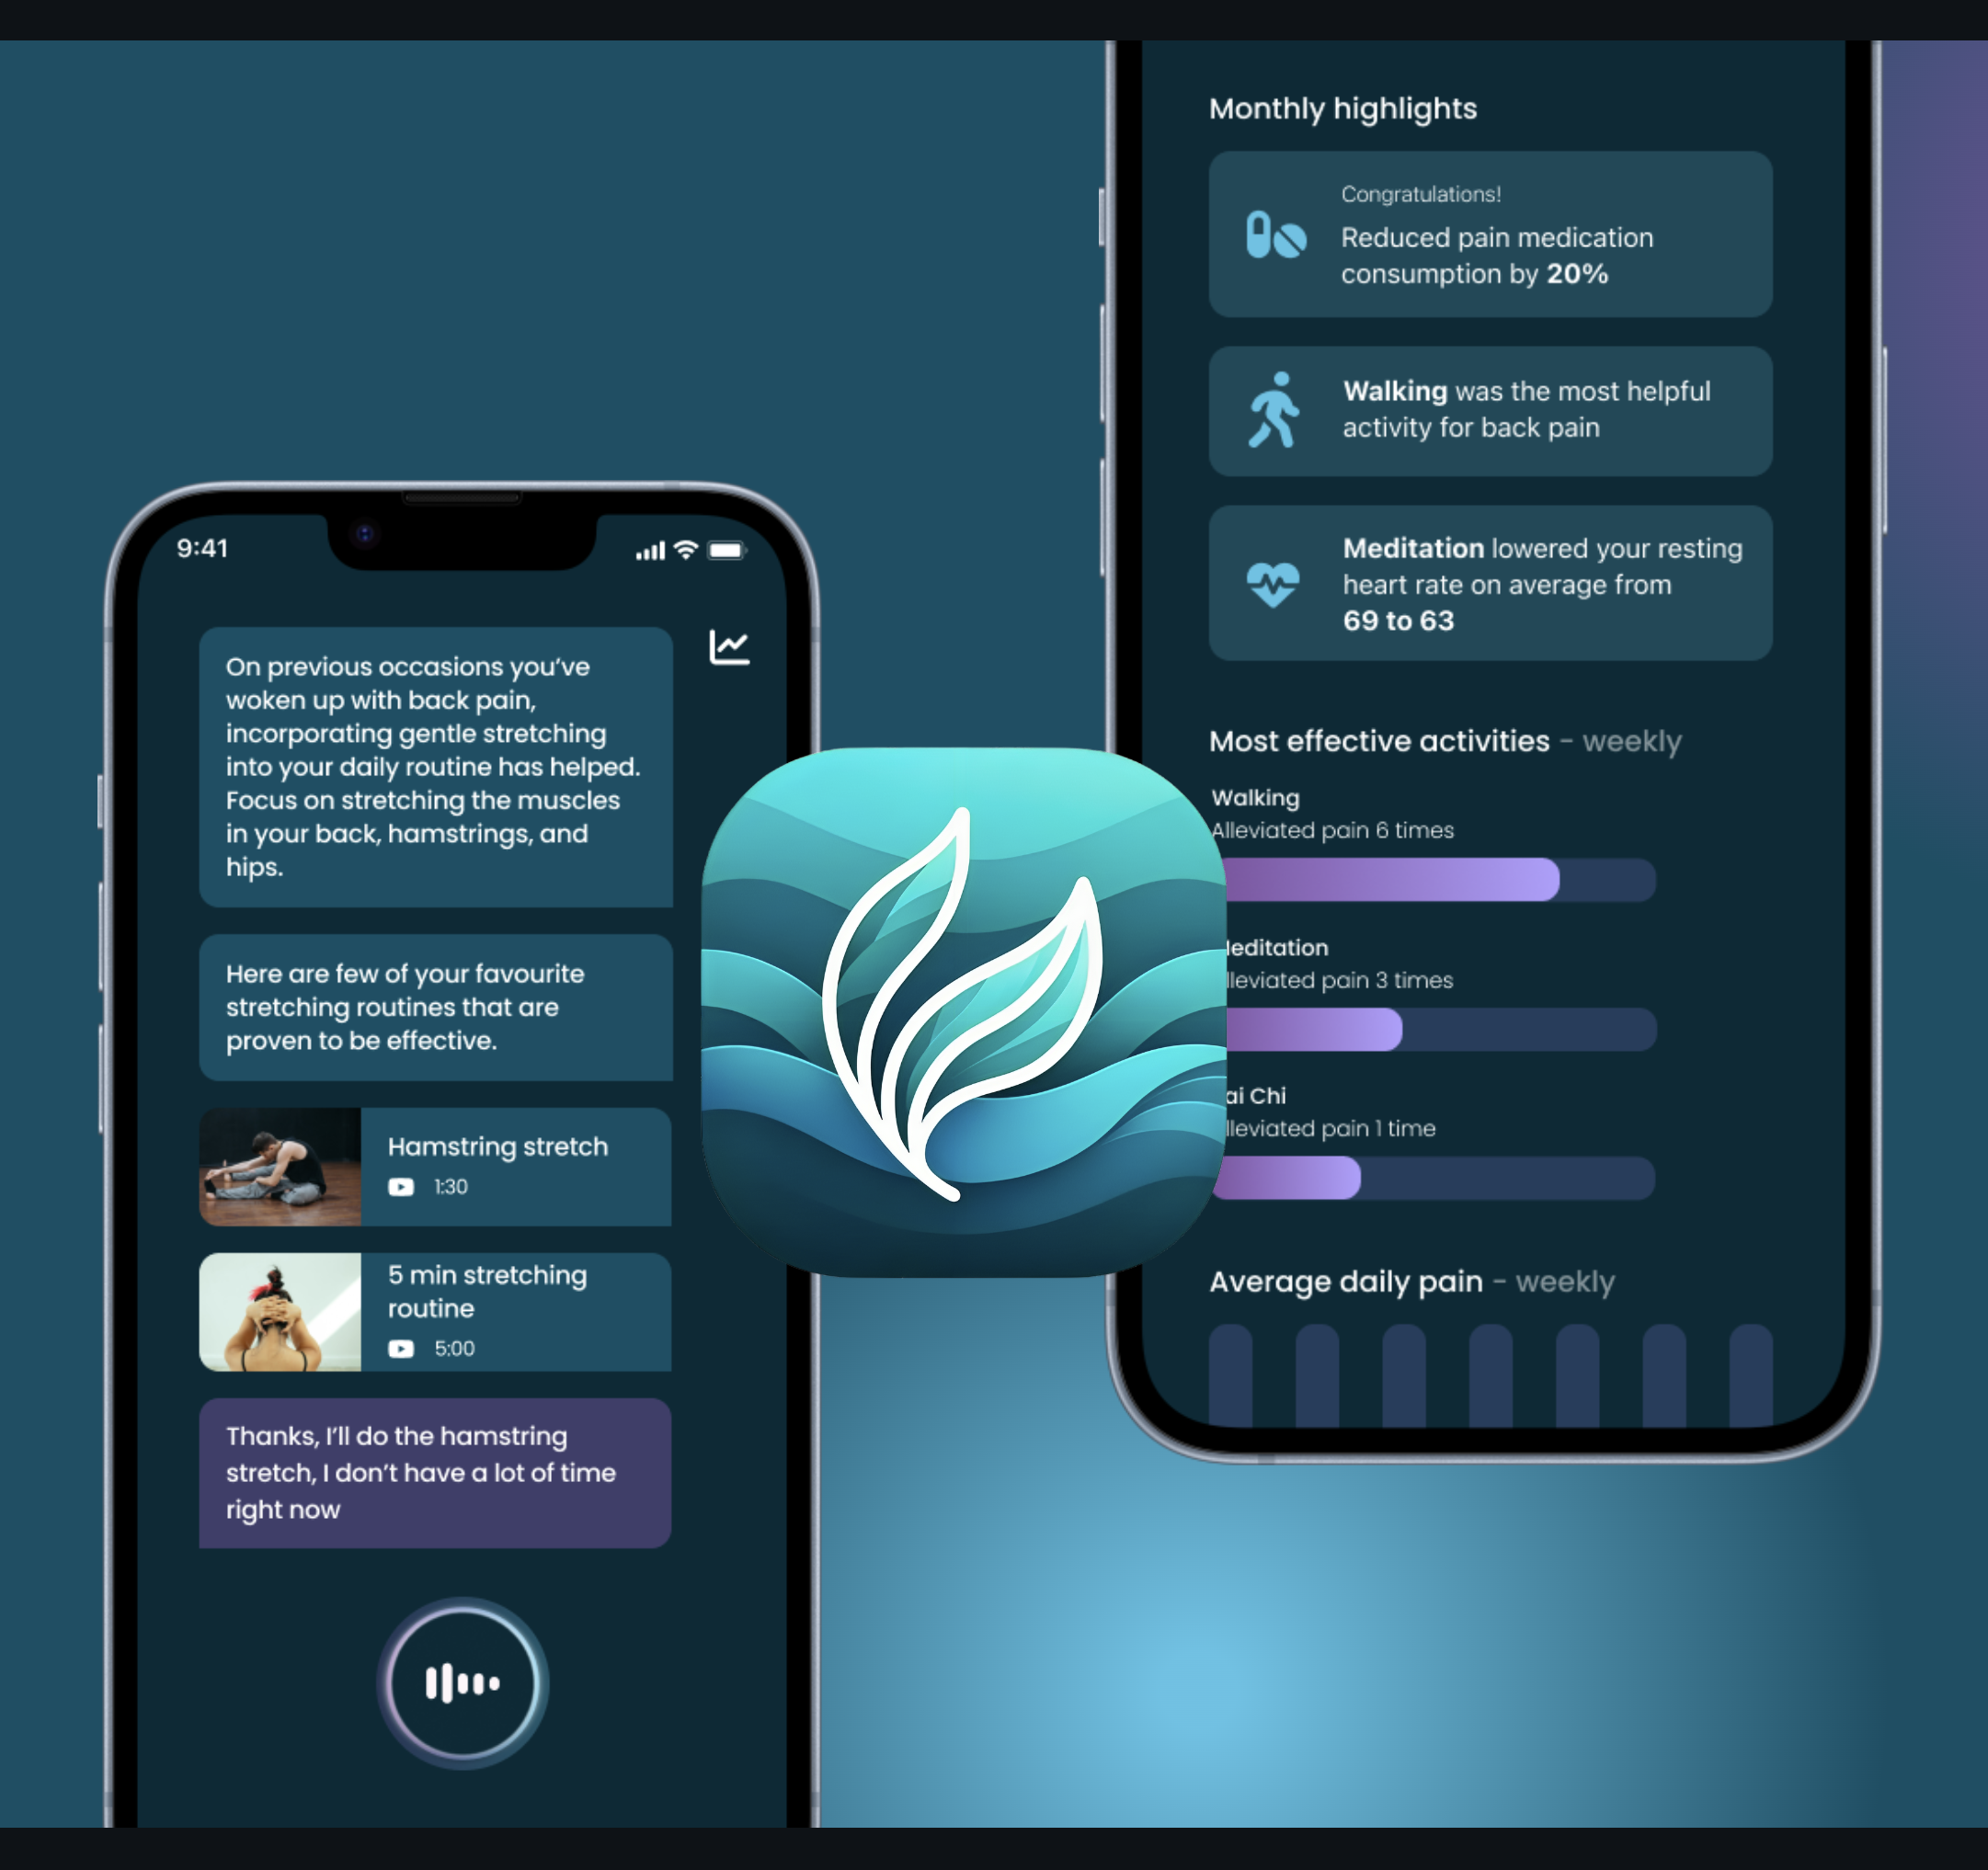 9:41
On previous occasions you've
woken up with back pain,
incorporating gentle stretching
into your daily routine has helped.
Focus on stretching the muscles
in your back, hamstrings, and
hips.
Here are few of your favourite
stretching routines that are
proven to be effective.
Hamstring stretch
1:30
5 min stretching
routine
5:00
Thanks, I'll do the hamstring
stretch, I don't have a lot of time
right now
Monthly highlights
Congratulations!
Reduced pain medication
consumption by 20%
Walking was the most helpful
activity for back pain
Meditation lowered your resting
heart rate on average from
69 to 63
Most effective activities - weekly
Walking
Alleviated pain 6 times
leditation
lleviated pain 3 times
ai Chi
lleviated pain 1 time
Average daily pain - weekly